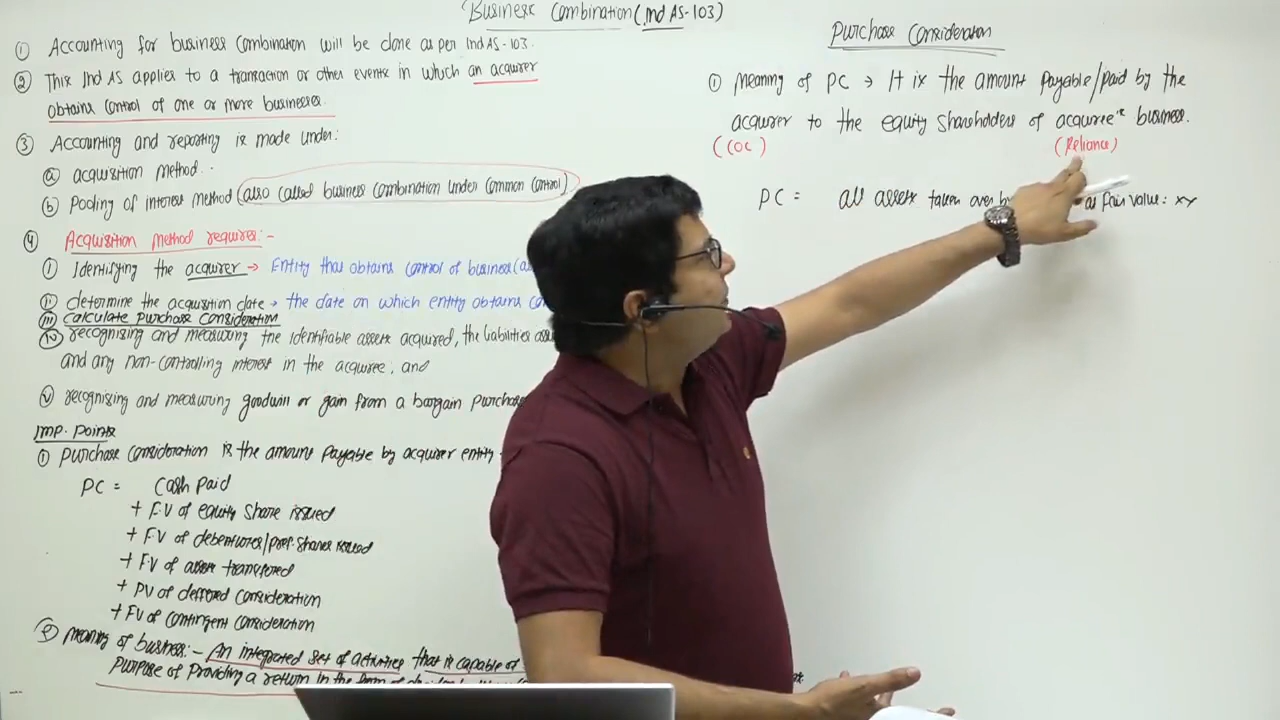 Business Combination (Ind AS-103)
① Accounting for business combination will be done as per Ind AS-103.
② This Ind AS applies to a transaction or other events in which an acquirer
obtains control of one or more businesses.
③ Accounting and reporting is made under:
ⓐ acquisition method.
ⓑ Pooling of interest method (also called business combination under common control)
④ Acquisition method requires:-
① Identifying the acquirer → Entity that obtains control of business
ⅱ determine the acquisition date → the date on which entity obtains
ⅲ calculate purchase consideration
ⅳ recognising and measuring the identifiable assets acquired, the liabilities
and any non-controlling interest in the acquiree, and
ⅴ recognising and measuring goodwill or gain from a bargain purchase
Imp. Points
① Purchase consideration is the amount payable by acquirer entity
PC = Cash paid
+ F.V of equity share issued
+ F.V of debentures/pref. shares issued
+ F.V of assets transferred
+ PV of deffered consideration
+ FV of contingent consideration
② meaning of business:- An integrated set of activities that is capable of
purpose of providing a return in the form of
Purchase Consideration
① meaning of PC → It is the amount payable/paid by the
acquirer to the equity shareholders of acquiree's business.
(COC) (Reliance)
PC = all assets taken over by at fair value: xx